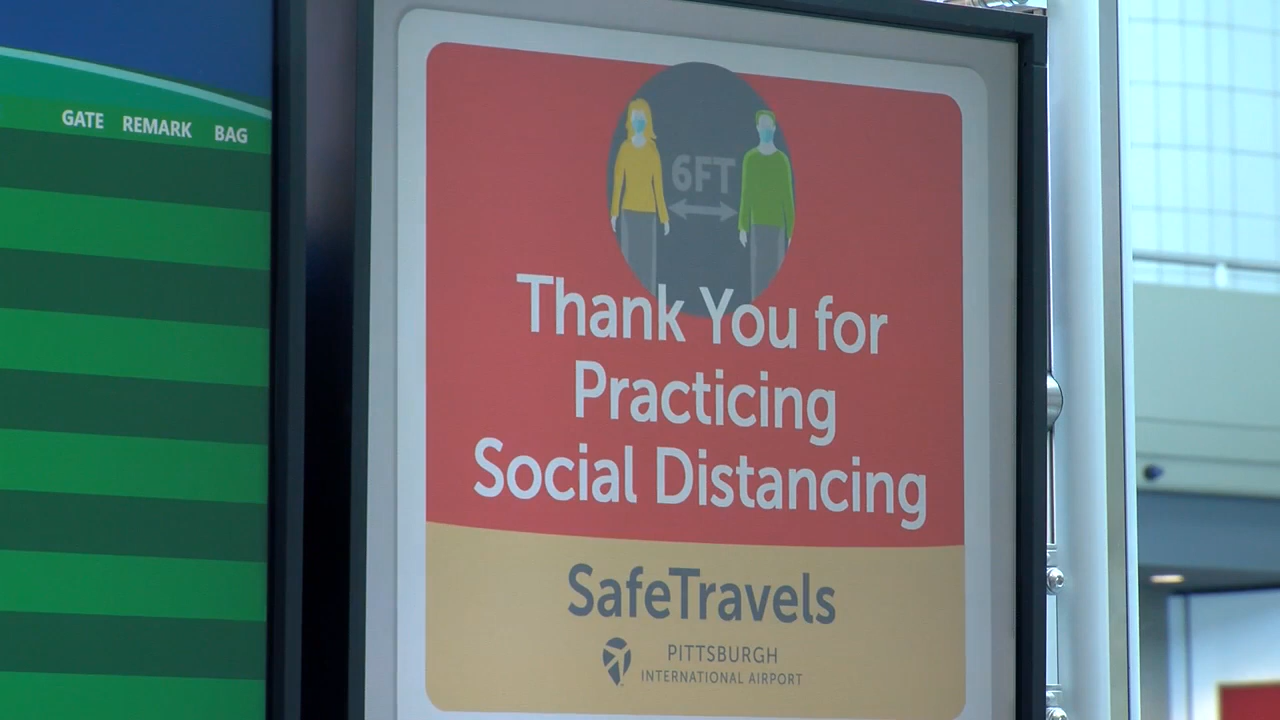 GATE REMARK BAG
6FT
Thank You for
Practicing
Social Distancing
SafeTravels
PITTSBURGH
INTERNATIONAL AIRPORT